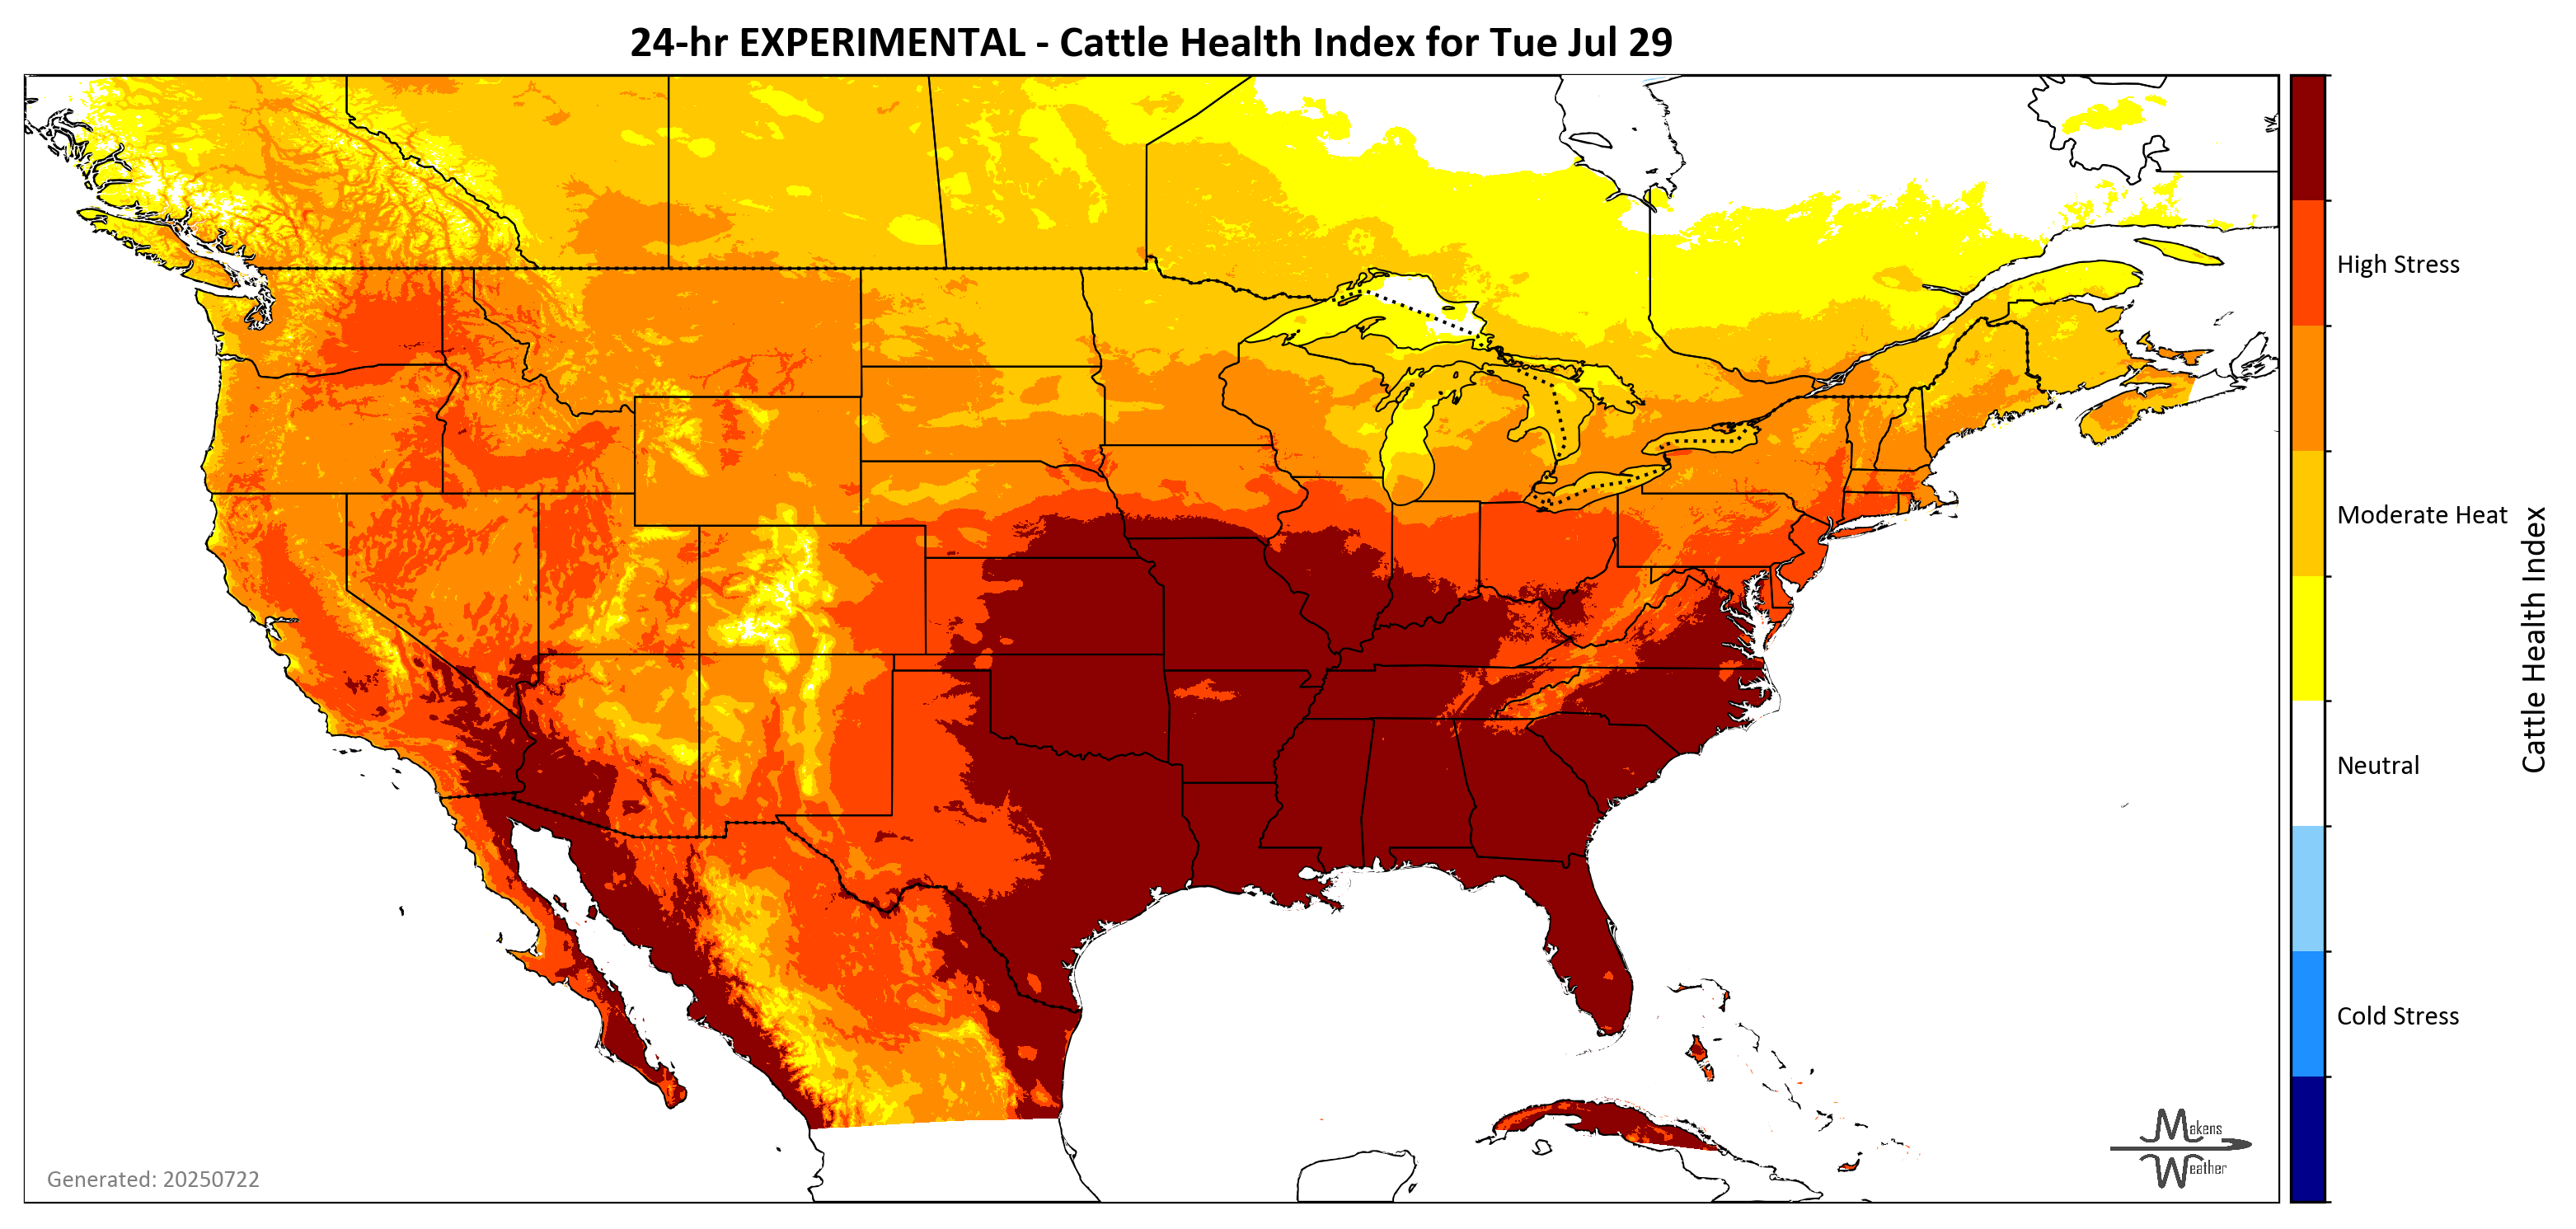 24-hr EXPERIMENTAL - Cattle Health Index for Tue Jul 29
High Stress
Moderate Heat
Neutral
Cold Stress
Cattle Health Index
Generated: 20250722
Makens
Weather